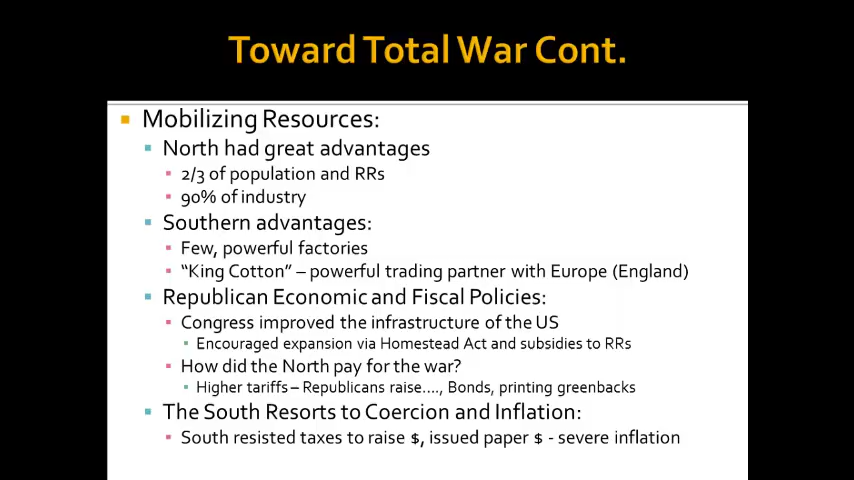 Toward Total War Cont.
Mobilizing Resources:
North had great advantages
2/3 of population and RRs
90% of industry
Southern advantages:
Few, powerful factories
“King Cotton” – powerful trading partner with Europe (England)
Republican Economic and Fiscal Policies:
Congress improved the infrastructure of the US
Encouraged expansion via Homestead Act and subsidies to RRs
How did the North pay for the war?
Higher tariffs – Republicans raise…., Bonds, printing greenbacks
The South Resorts to Coercion and Inflation:
South resisted taxes to raise $, issued paper $ - severe inflation